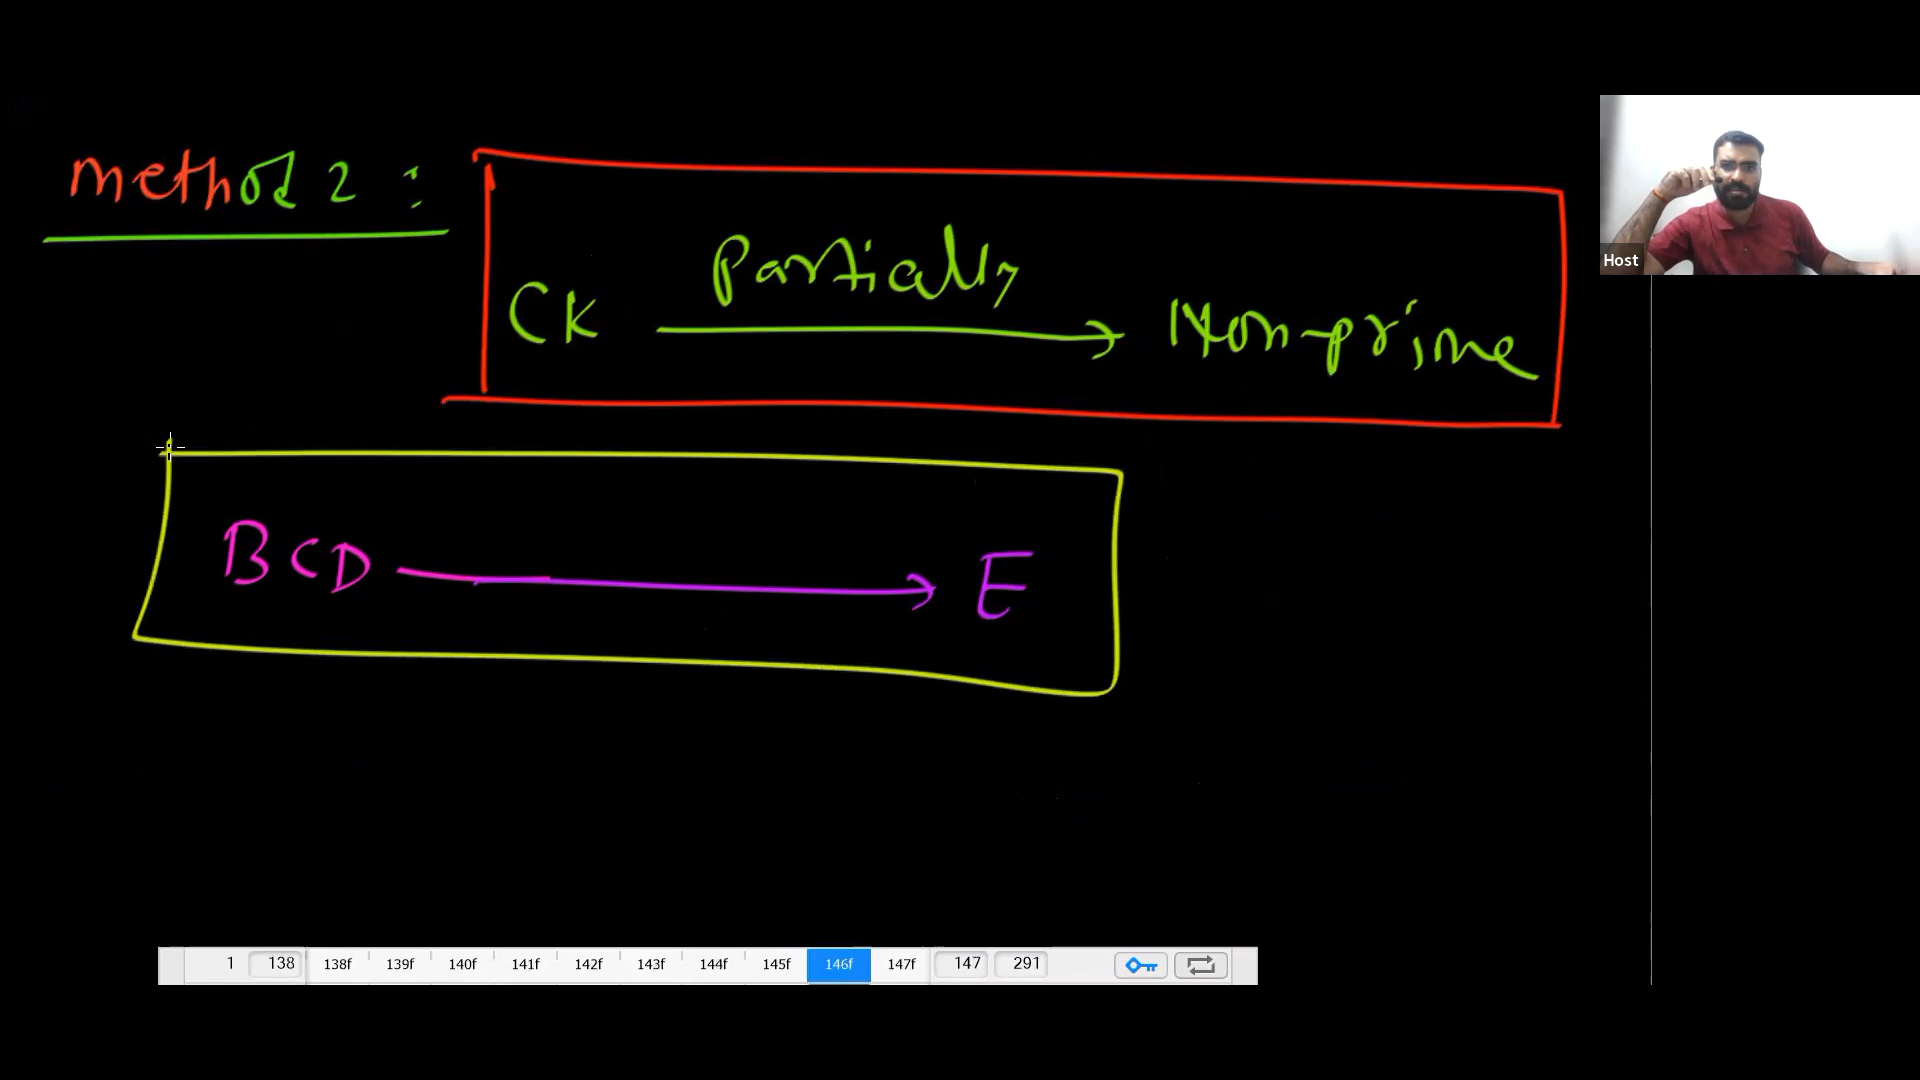 method 2 :
Partially
CK → Non-prime
BCD → E
Host
1 138 138f 139f 140f 141f 142f 143f 144f 145f 146f 147f 147 291